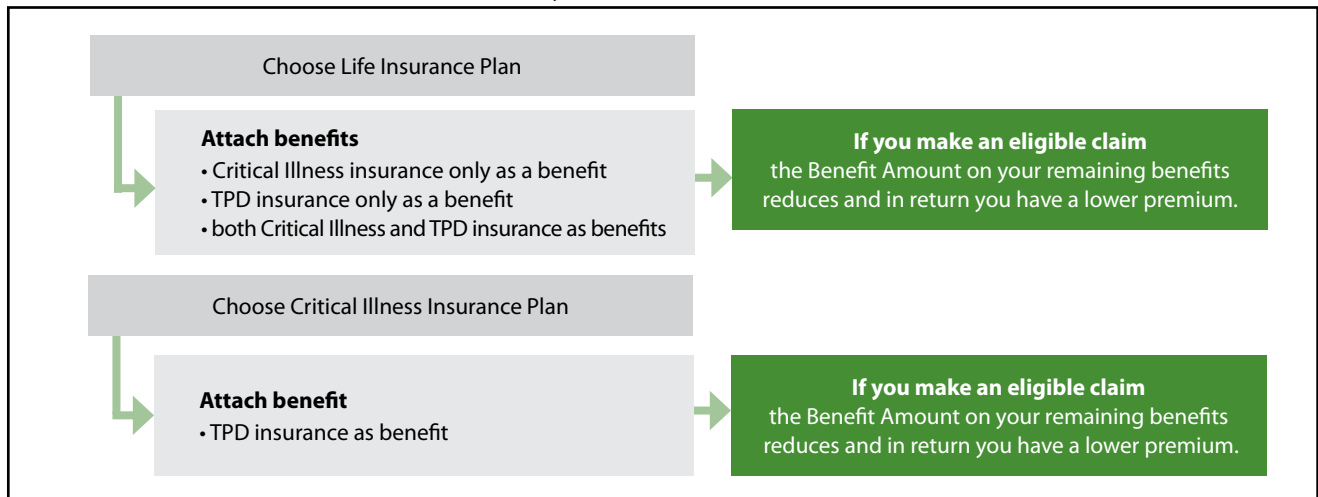 Choose Life Insurance Plan
Attach benefits
• Critical Illness insurance only as a benefit
• TPD insurance only as a benefit
• both Critical Illness and TPD insurance as benefits
If you make an eligible claim
the Benefit Amount on your remaining benefits
reduces and in return you have a lower premium.
Choose Critical Illness Insurance Plan
Attach benefit
• TPD insurance as benefit
If you make an eligible claim
the Benefit Amount on your remaining benefits
reduces and in return you have a lower premium.